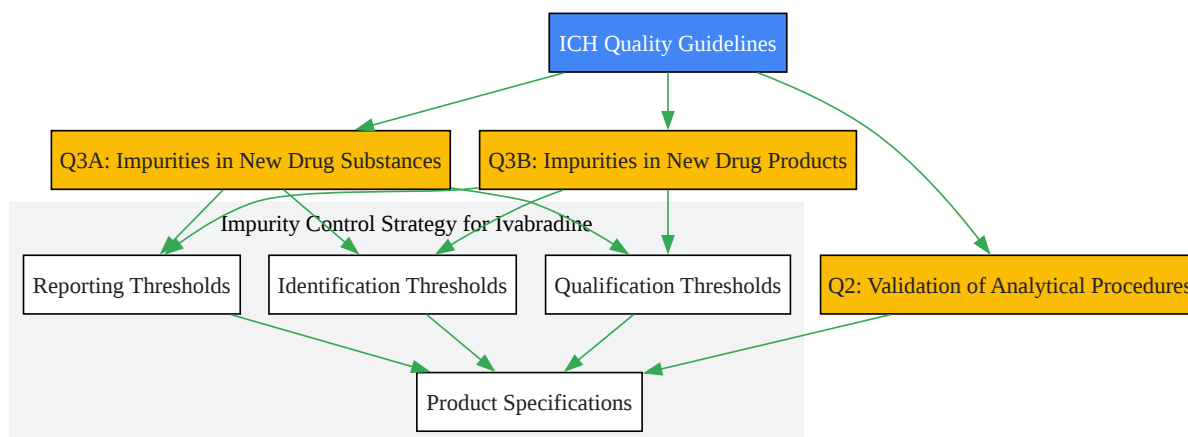 ICH Quality Guidelines
Q3A: Impurities in New Drug Substances
Q3B: Impurities in New Drug Products
Impurity Control Strategy for Ivabradine
Reporting Thresholds
Identification Thresholds
Qualification Thresholds
Q2: Validation of Analytical Procedures
Product Specifications